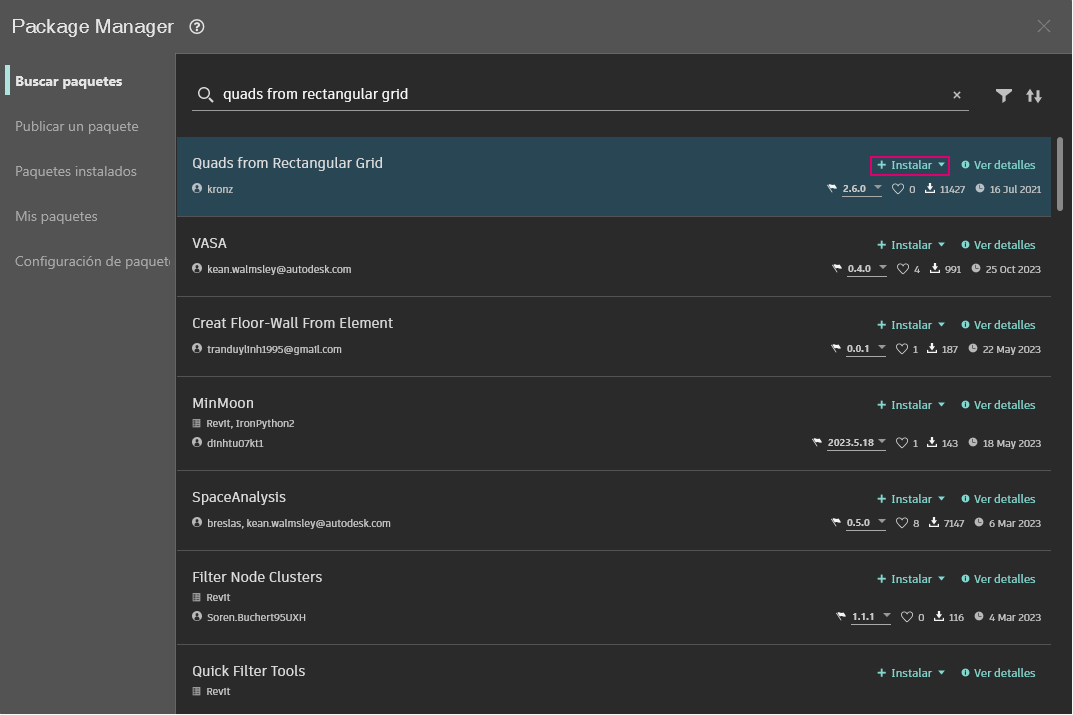 Package Manager
Buscar paquetes
Publicar un paquete
Paquetes instalados
Mis paquetes
Configuración de paquet
quads from rectangular grid
Quads from Rectangular Grid
Instalar Ver detalles
kronz
2.6.0 0 11427 16 Jul 2021
VASA
Instalar Ver detalles
kean.walmsley@autodesk.com
0.4.0 4 991 25 Oct 2023
Creat Floor-Wall From Element
Instalar Ver detalles
tranduylinh1995@gmail.com
0.0.1 1 187 22 May 2023
MinMoon
Instalar Ver detalles
Revit, IronPython2
dinhtu07kt1
2023.5.18 1 143 18 May 2023
SpaceAnalysis
Instalar Ver detalles
breslas, kean.walmsley@autodesk.com
0.5.0 8 7147 6 Mar 2023
Filter Node Clusters
Instalar Ver detalles
Revit
Soren.Buchert95UXH
1.1.1 0 116 4 Mar 2023
Quick Filter Tools
Instalar Ver detalles
Revit